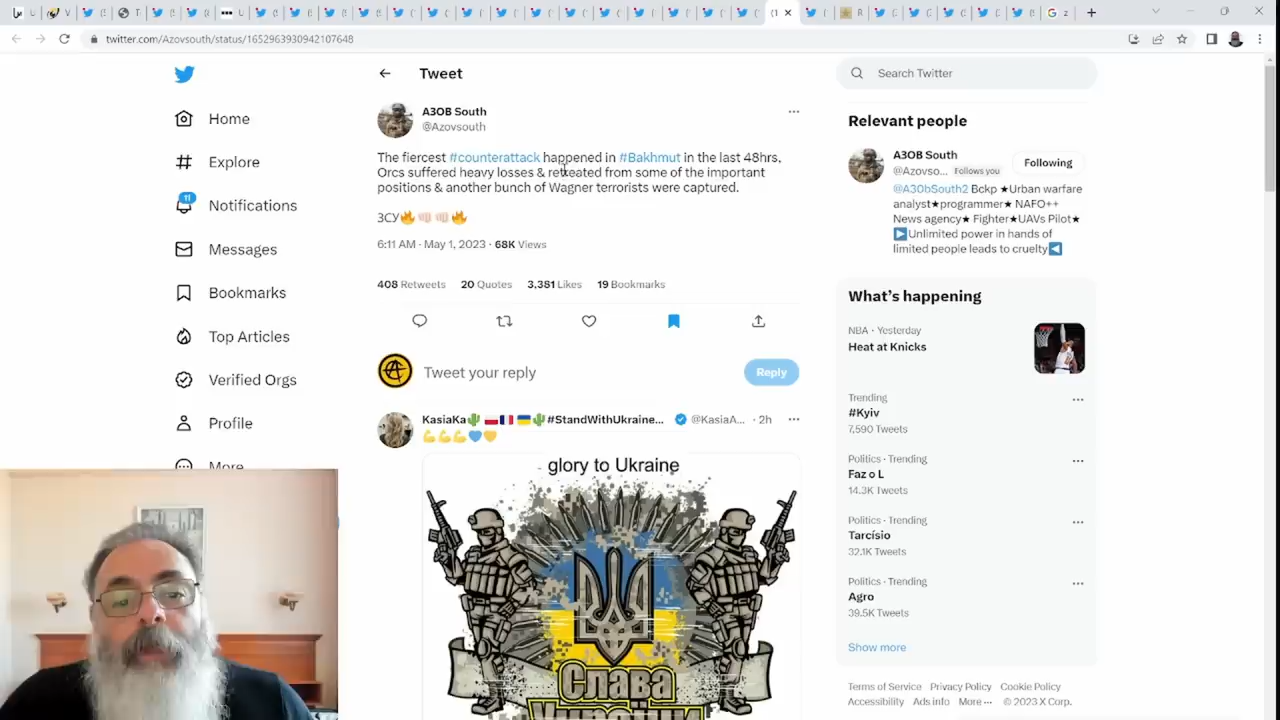 twitter.com/Azovsouth/status/1652963930942107648
Tweet
Search Twitter
Home
Explore
11
Notifications
Messages
Bookmarks
Top Articles
Verified Orgs
Profile
More
АЗОВ South
@Azovsouth
The fiercest #counterattack happened in #Bakhmut in the last 48hrs.
Orcs suffered heavy losses & retreated from some of the important
positions & another bunch of Wagner terrorists were captured.
ЗСУ🔥👊🏻👊🏻🔥
6:11 AM · May 1, 2023 · 68K Views
408 Retweets 20 Quotes 3,381 Likes 19 Bookmarks
Tweet your reply
Reply
KasiaKa🌵🇵🇱🇫🇷🇺🇦🌵#StandWithUkraine... @KasiaA... · 2h
💪💪💪💙💛
glory to Ukraine
Слава
Україні
Relevant people
АЗОВ South
@Azovso... Follows you
Following
@A30bSouth2 Bckp ★Urban warfare
analyst★programmer★ NAFO++
News agency★ Fighter★UAVs Pilot★
▶Unlimited power in hands of
limited people leads to cruelty◀
What's happening
NBA · Yesterday
Heat at Knicks
Trending
#Kyiv
7,590 Tweets
Politics · Trending
Faz o L
14.3K Tweets
Politics · Trending
Tarcísio
32.1K Tweets
Politics · Trending
Agro
39.5K Tweets
Show more
Terms of Service Privacy Policy Cookie Policy
Accessibility Ads info More ··· © 2023 X Corp.